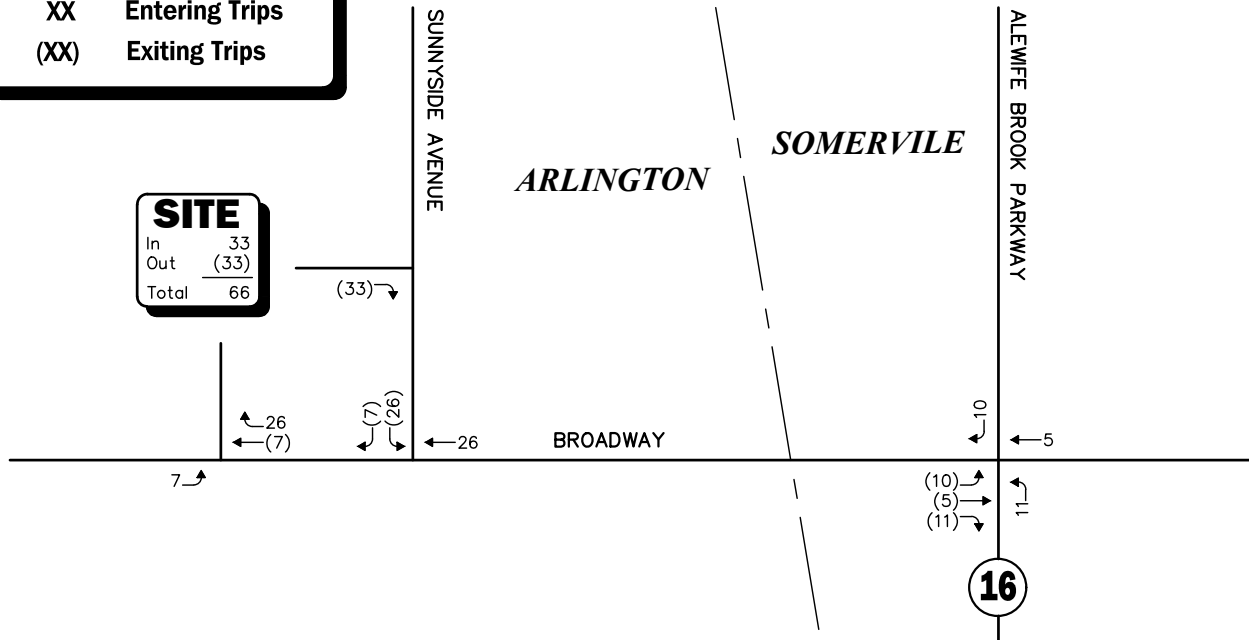 XX Entering Trips
(XX) Exiting Trips
SUNNYSIDE AVENUE
ALEWIFE BROOK PARKWAY
SOMERVILE
ARLINGTON
SITE
In 33
Out (33)
Total 66
(33)
(7)
(26)
10
26
(7)
26
BROADWAY
5
7
(10)
(5)
(11)
11
16